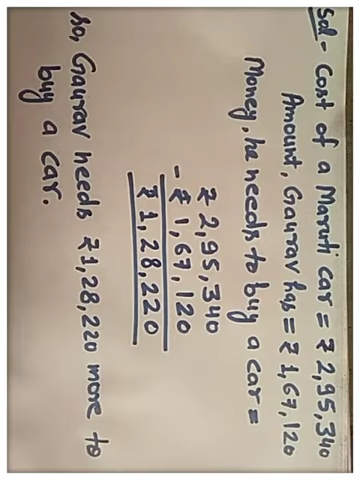 Sol- Cost of a Maruti car = ₹ 2,95,340
Amount, Gaurav has = ₹ 1,67,120
Money, he needs to buy a car =
₹ 2,95,340
- ₹ 1,67,120
₹ 1,28,220
So, Gaurav needs ₹1,28,220 more to
buy a car.